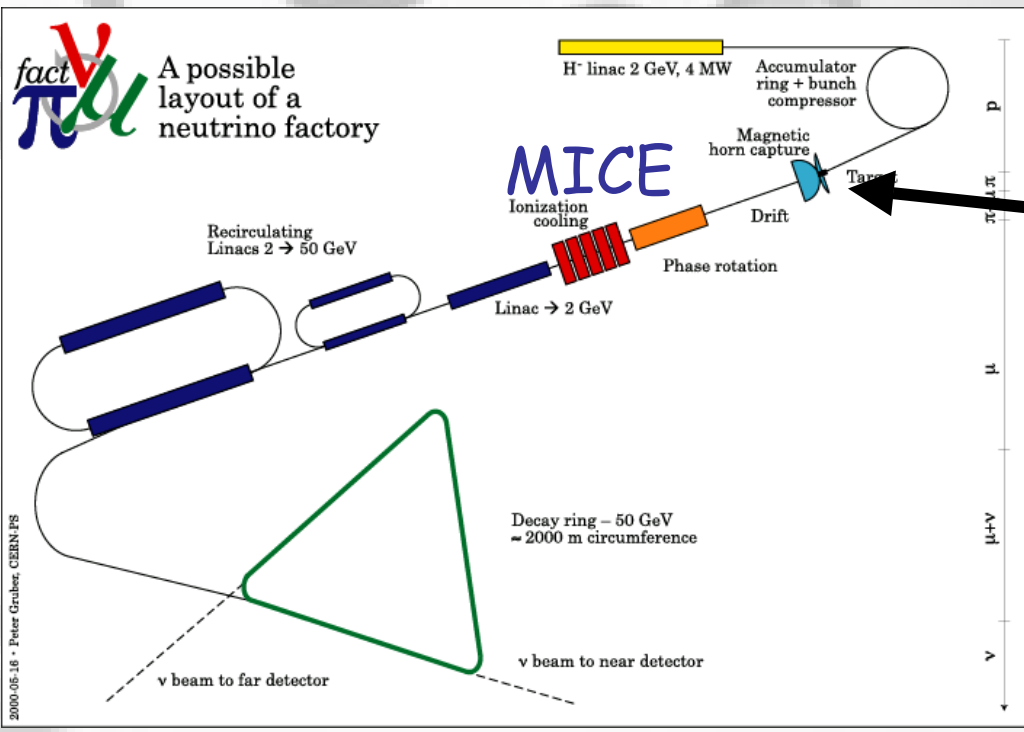 fact
ν
π
μ
A possible
layout of a
neutrino factory
H⁻ linac 2 GeV, 4 MW
Accumulator
ring + bunch
compressor
p
Magnetic
horn capture
Target
MICE
Ionization
cooling
Drift
Phase rotation
Recirculating
Linacs 2 → 50 GeV
Linac → 2 GeV
μ
Decay ring – 50 GeV
≈ 2000 m circumference
μ+ν
ν beam to far detector
ν beam to near detector
ν
2000-05-16 • Peter Gruber, CERN-PS